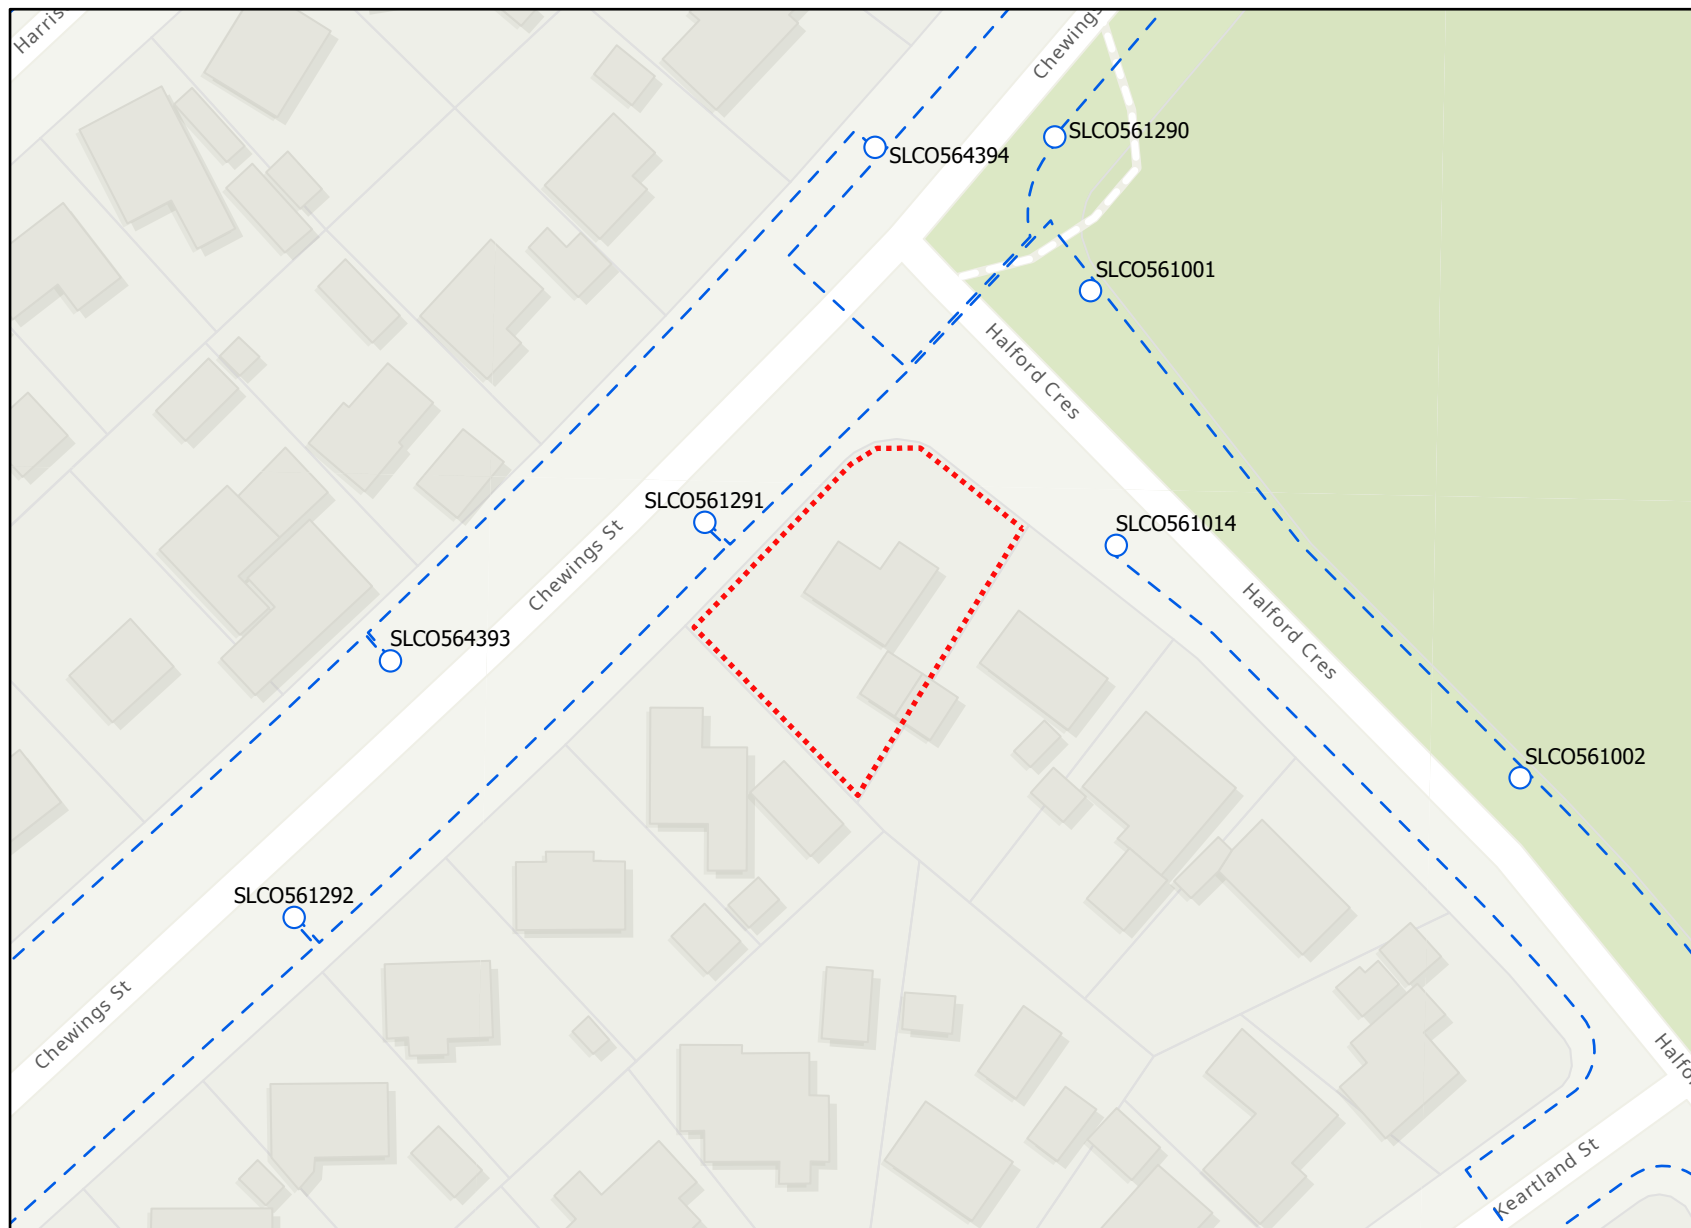 Harris
Chewings
SLCO561290
SLCO564394
SLCO561001
Halford Cres
SLCO561291
SLCO561014
Chewings St
Halford Cres
SLCO564393
SLCO561002
SLCO561292
Chewings St
Halfo
Keartland St